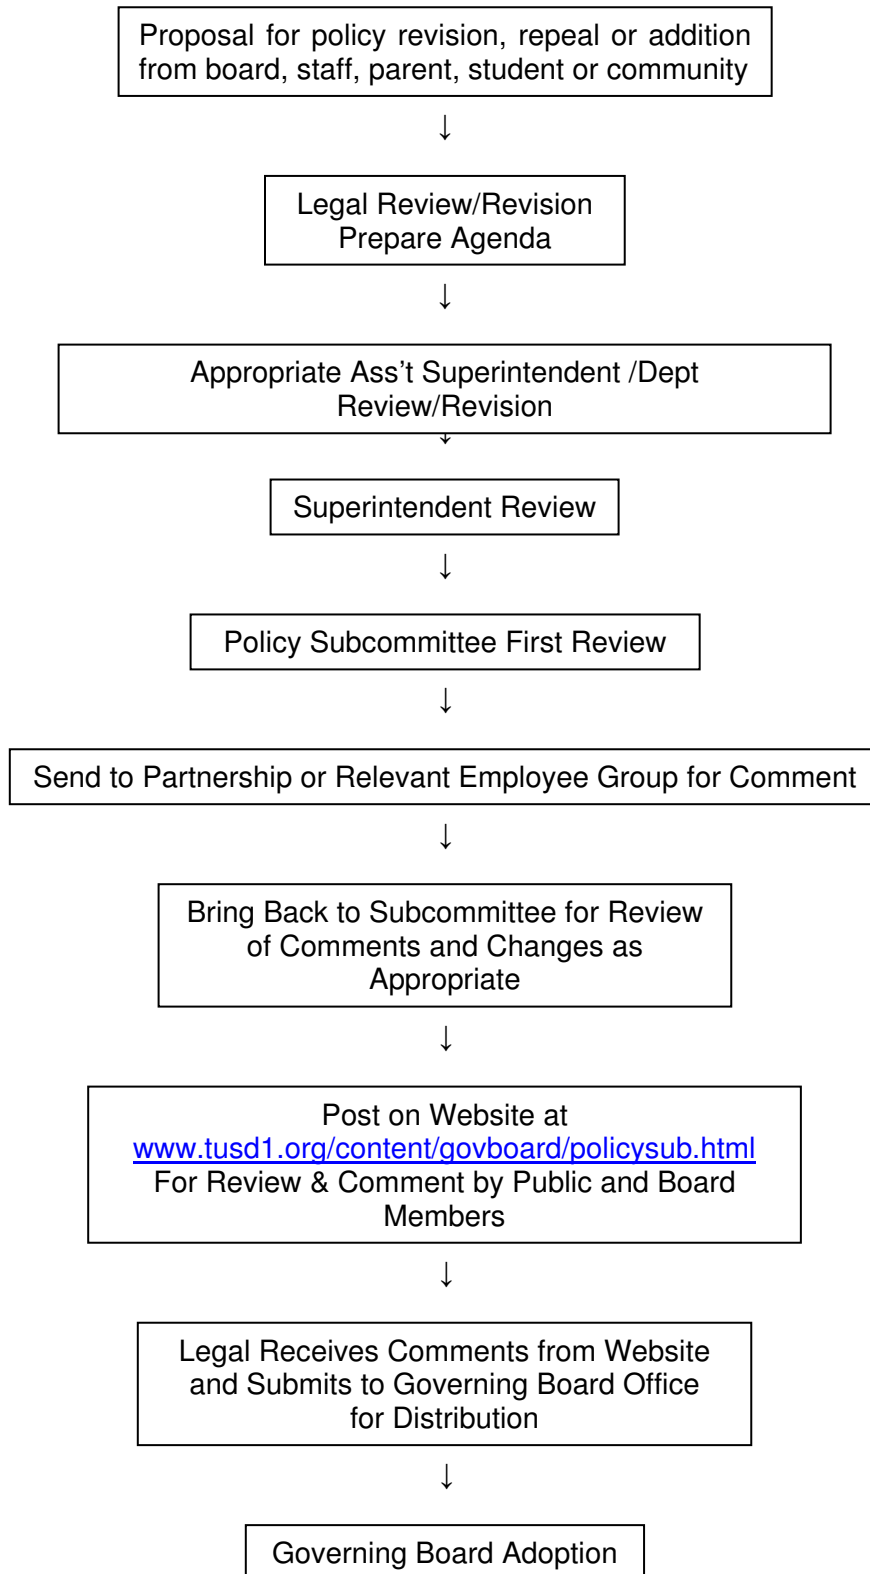 Proposal for policy revision, repeal or addition
from board, staff, parent, student or community
↓
Legal Review/Revision
Prepare Agenda
↓
Appropriate Ass't Superintendent /Dept
Review/Revision
↓
Superintendent Review
↓
Policy Subcommittee First Review
↓
Send to Partnership or Relevant Employee Group for Comment
↓
Bring Back to Subcommittee for Review
of Comments and Changes as
Appropriate
↓
Post on Website at
www.tusd1.org/content/govboard/policysub.html
For Review & Comment by Public and Board
Members
↓
Legal Receives Comments from Website
and Submits to Governing Board Office
for Distribution
↓
Governing Board Adoption